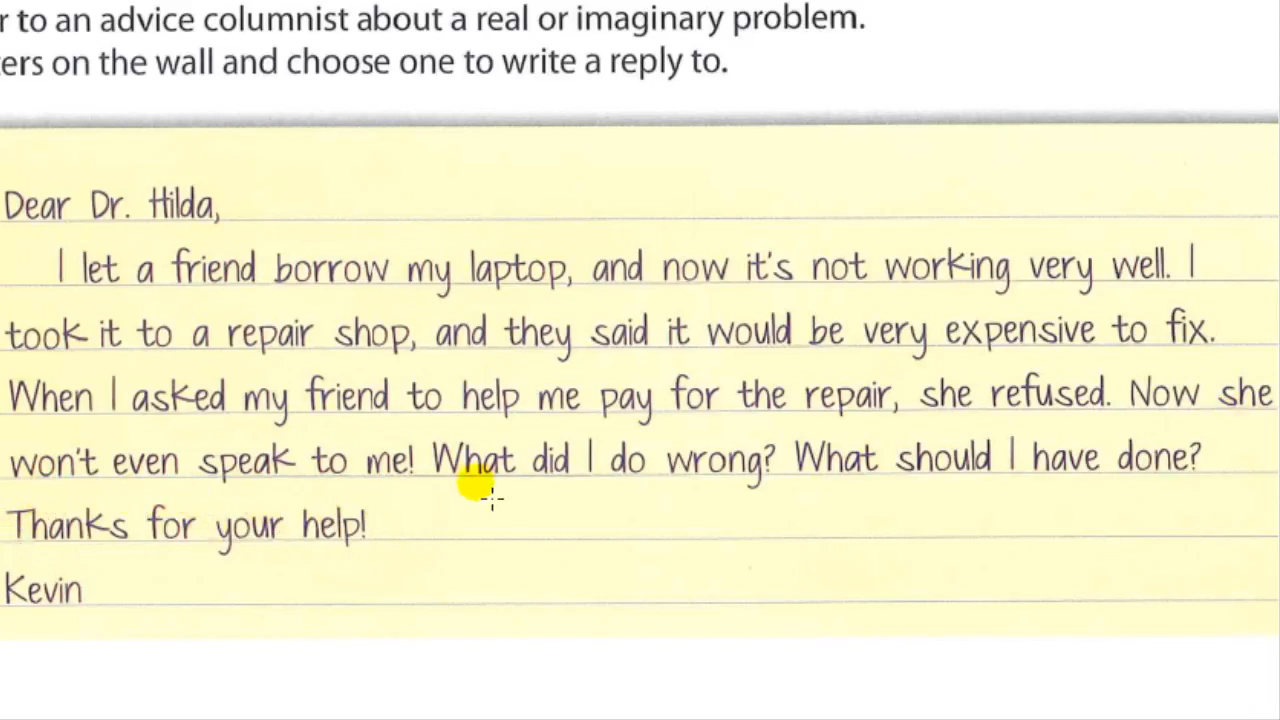 r to an advice columnist about a real or imaginary problem.
ers on the wall and choose one to write a reply to.
Dear Dr. Hilda,
I let a friend borrow my laptop, and now it's not working very well. I
took it to a repair shop, and they said it would be very expensive to fix.
When I asked my friend to help me pay for the repair, she refused. Now she
won't even speak to me! What did I do wrong? What should I have done?
Thanks for your help!
Kevin